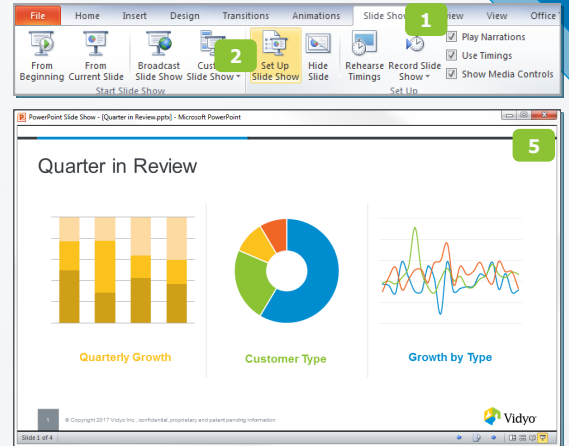 File Home Insert Design Transitions Animations Slide Sho 1 iew View Office
From Beginning
From Current Slide
Broadcast Slide Show
Cus Slide Show
2
Set Up Slide Show
Hide Slide
Rehearse Timings
Record Slide Show
Play Narrations
Use Timings
Show Media Controls
Start Slide Show
Set Up
PowerPoint Slide Show - [Quarter in Review.pptx] - Microsoft PowerPoint
5
Quarter in Review
Quarterly Growth
Customer Type
Growth by Type
1
© Copyright 2017 Vidyo Inc., confidential, proprietary and patent pending information
Vidyo
Slide 1 of 4